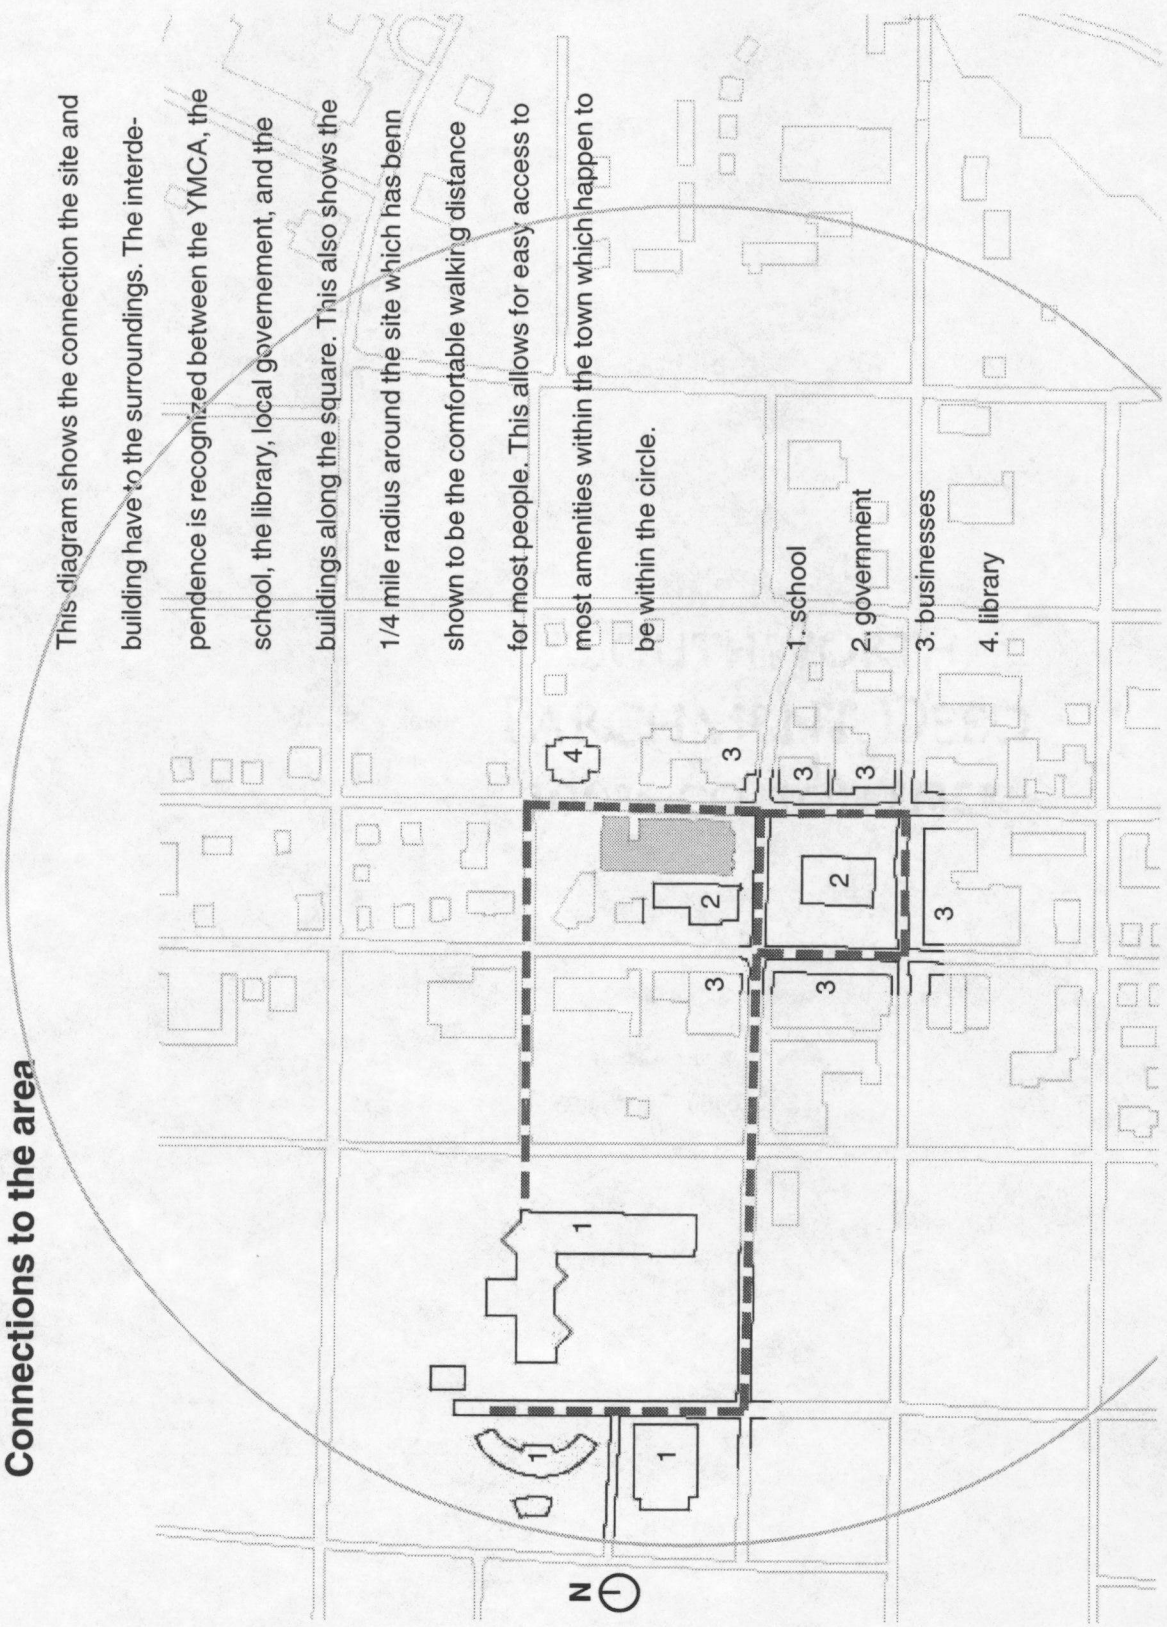 Connections to the area
This diagram shows the connection the site and
building have to the surroundings. The interde-
pendence is recognized between the YMCA, the
school, the library, local governement, and the
buildings along the square. This also shows the
1/4 mile radius around the site which has benn
shown to be the comfortable walking distance
for most people. This allows for easy access to
most amenities within the town which happen to
be within the circle.
1. school
2. government
3. businesses
4. library
4
3
3
3
2
2
3
3
3
1
1
1
N